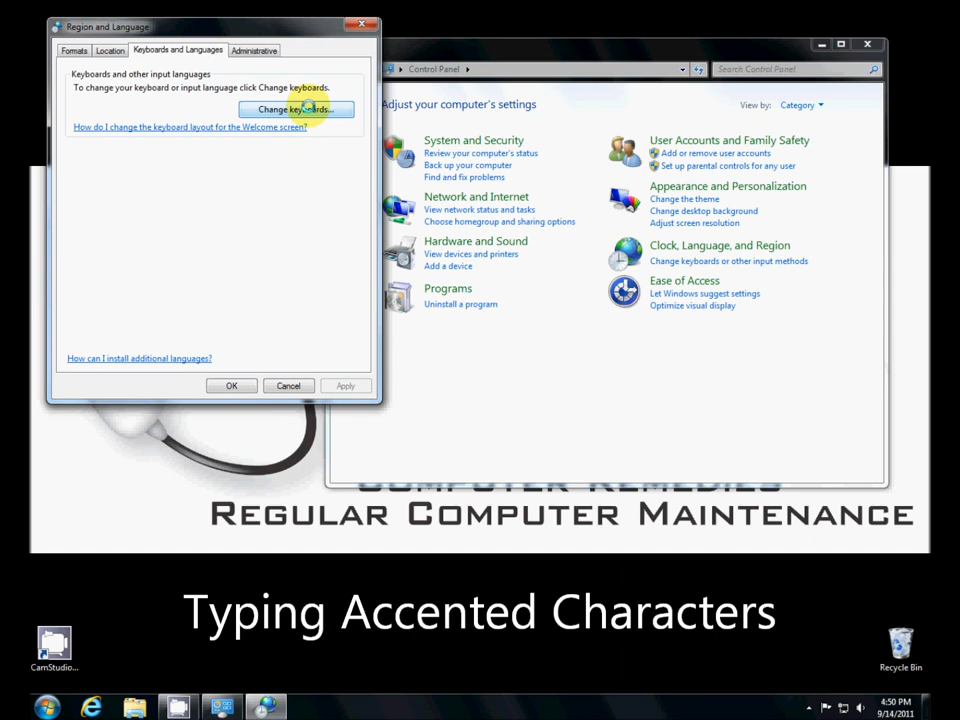 Region and Language
Formats
Location
Keyboards and Languages
Administrative
Keyboards and other input languages
To change your keyboard or input language click Change keyboards.
Change keyboards...
How do I change the keyboard layout for the Welcome screen?
How can I install additional languages?
OK
Cancel
Apply
Control Panel
Search Control Panel
Adjust your computer's settings
View by: Category
System and Security
Review your computer's status
Back up your computer
Find and fix problems
Network and Internet
View network status and tasks
Choose homegroup and sharing options
Hardware and Sound
View devices and printers
Add a device
Programs
Uninstall a program
User Accounts and Family Safety
Add or remove user accounts
Set up parental controls for any user
Appearance and Personalization
Change the theme
Change desktop background
Adjust screen resolution
Clock, Language, and Region
Change keyboards or other input methods
Ease of Access
Let Windows suggest settings
Optimize visual display
Computer Remedies
Regular Computer Maintenance
Typing Accented Characters
CamStudio...
Recycle Bin
4:50 PM
9/14/2011